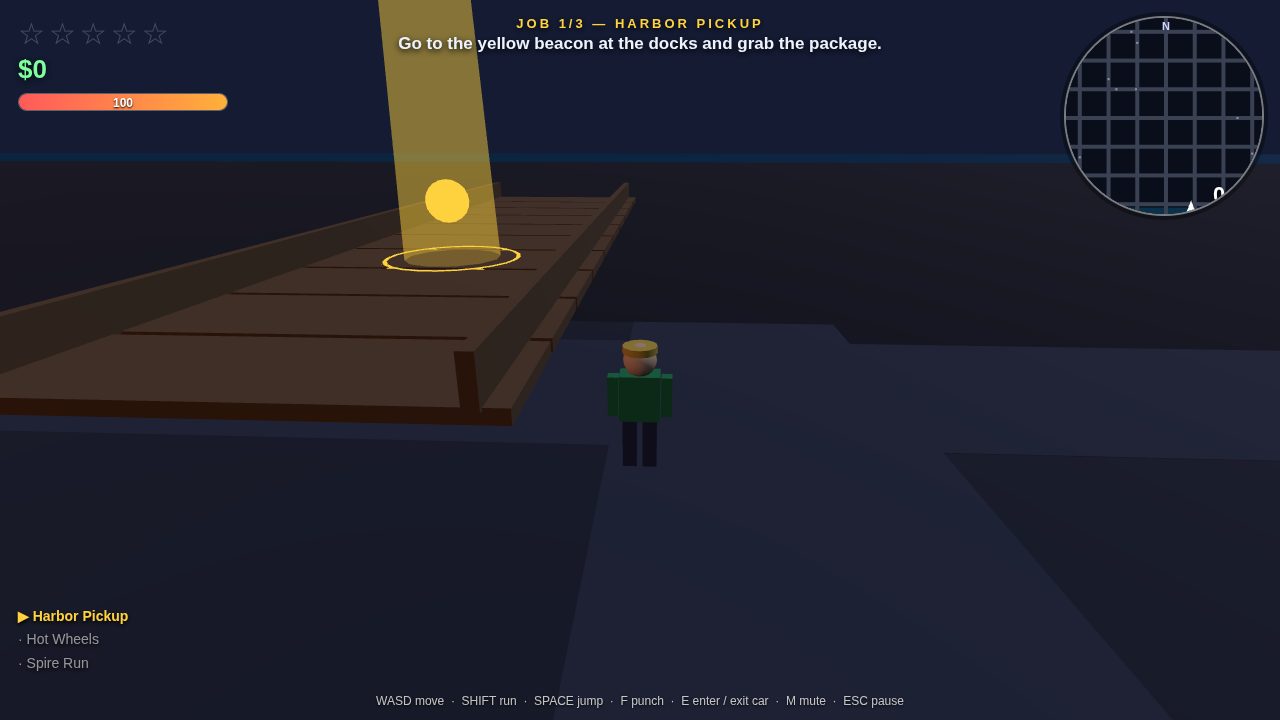 ☆☆☆☆☆
$0
100
JOB 1/3 — HARBOR PICKUP
Go to the yellow beacon at the docks and grab the package.
N
0
▶ Harbor Pickup
· Hot Wheels
· Spire Run
WASD move · SHIFT run · SPACE jump · F punch · E enter / exit car · M mute · ESC pause